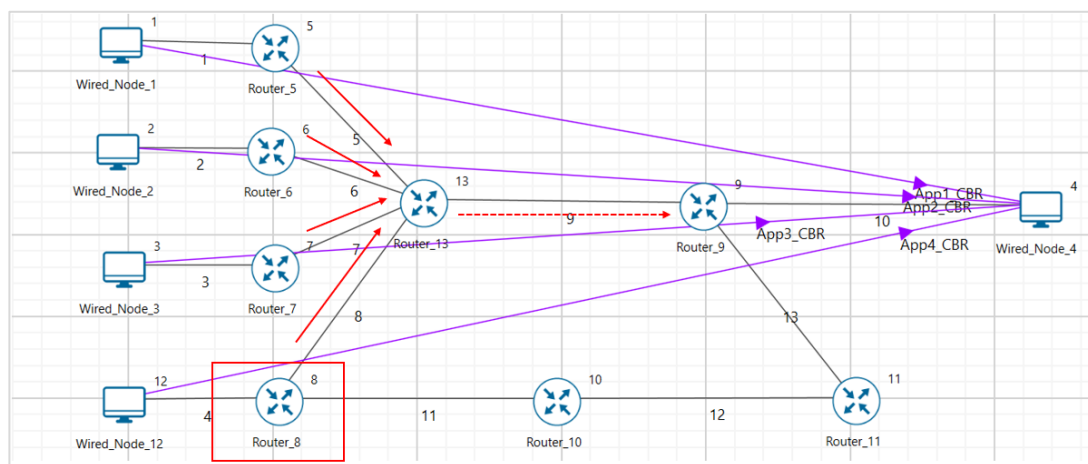 1
5
1
Wired_Node_1
Router_5
2
6
5
2
Wired_Node_2
Router_6
6
13
9
4
App1_CBR
App2_CBR
9
10
Router_13
Router_9
App3_CBR
App4_CBR
Wired_Node_4
3
7
7
3
Wired_Node_3
Router_7
8
13
12
8
10
11
4
11
12
Wired_Node_12
Router_8
Router_10
Router_11